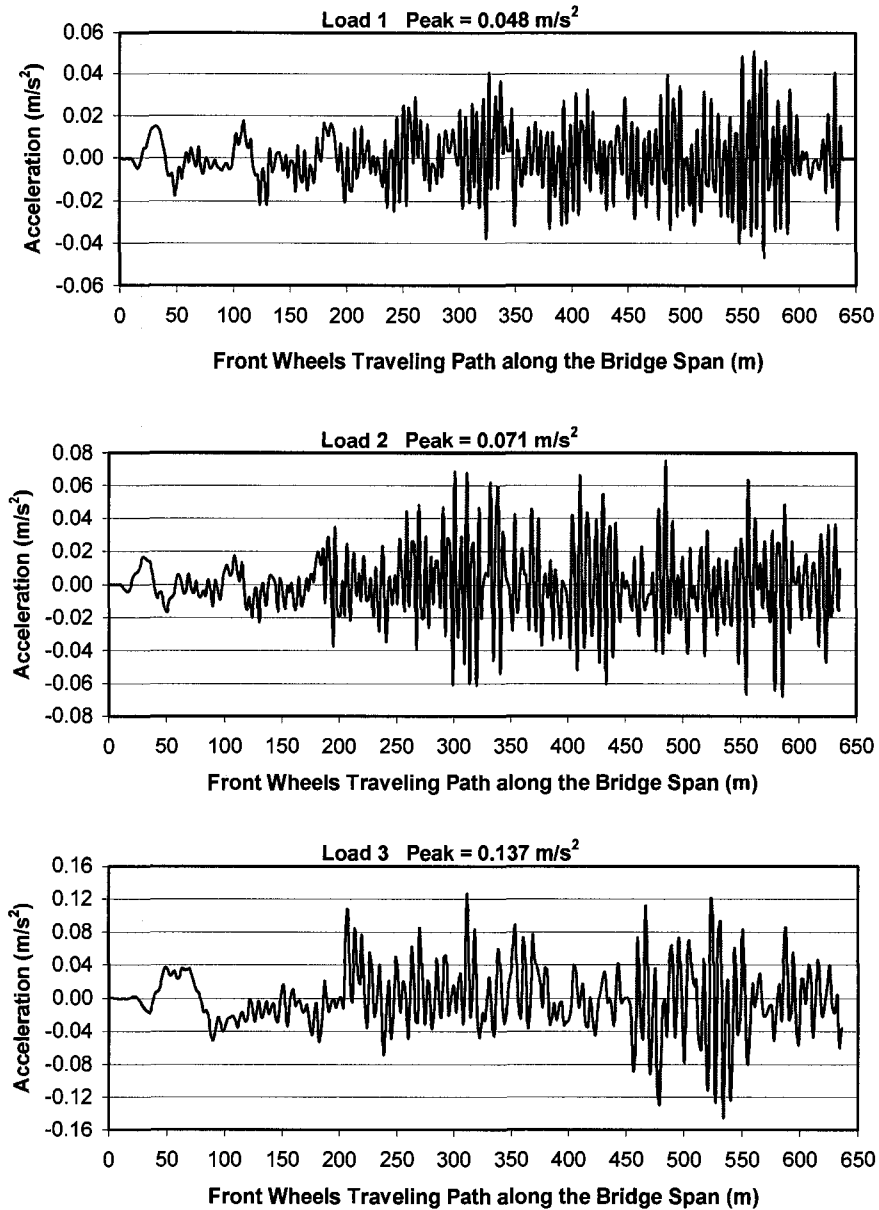 Load 1 Peak = 0.048 m/s²
Acceleration (m/s²)
0.06
0.04
0.02
0.00
-0.02
-0.04
-0.06
0 50 100 150 200 250 300 350 400 450 500 550 600 650
Front Wheels Traveling Path along the Bridge Span (m)
Load 2 Peak = 0.071 m/s²
Acceleration (m/s²)
0.08
0.06
0.04
0.02
0.00
-0.02
-0.04
-0.06
-0.08
0 50 100 150 200 250 300 350 400 450 500 550 600 650
Front Wheels Traveling Path along the Bridge Span (m)
Load 3 Peak = 0.137 m/s²
Acceleration (m/s²)
0.16
0.12
0.08
0.04
0.00
-0.04
-0.08
-0.12
-0.16
0 50 100 150 200 250 300 350 400 450 500 550 600 650
Front Wheels Traveling Path along the Bridge Span (m)